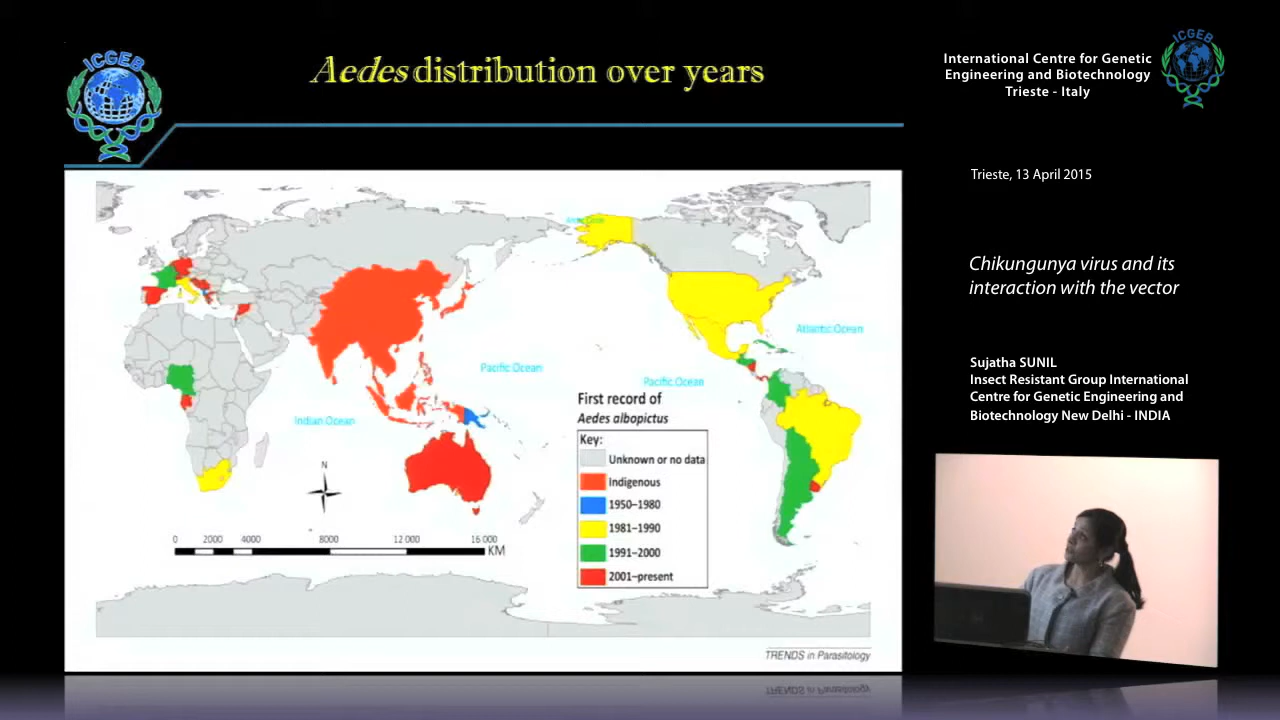 ICGEB
Aedes distribution over years
International Centre for Genetic
Engineering and Biotechnology
Trieste - Italy
ICGEB
Trieste, 13 April 2015
Chikungunya virus and its
interaction with the vector
Sujatha SUNIL
Insect Resistant Group International
Centre for Genetic Engineering and
Biotechnology New Delhi - INDIA
Arctic Circle
Atlantic Ocean
Pacific Ocean
Pacific Ocean
Indian Ocean
First record of
Aedes albopictus
Key:
Unknown or no data
Indigenous
1950–1980
1981–1990
1991–2000
2001–present
N
0 2000 4000 8000 12 000 16 000
KM
TRENDS in Parasitology